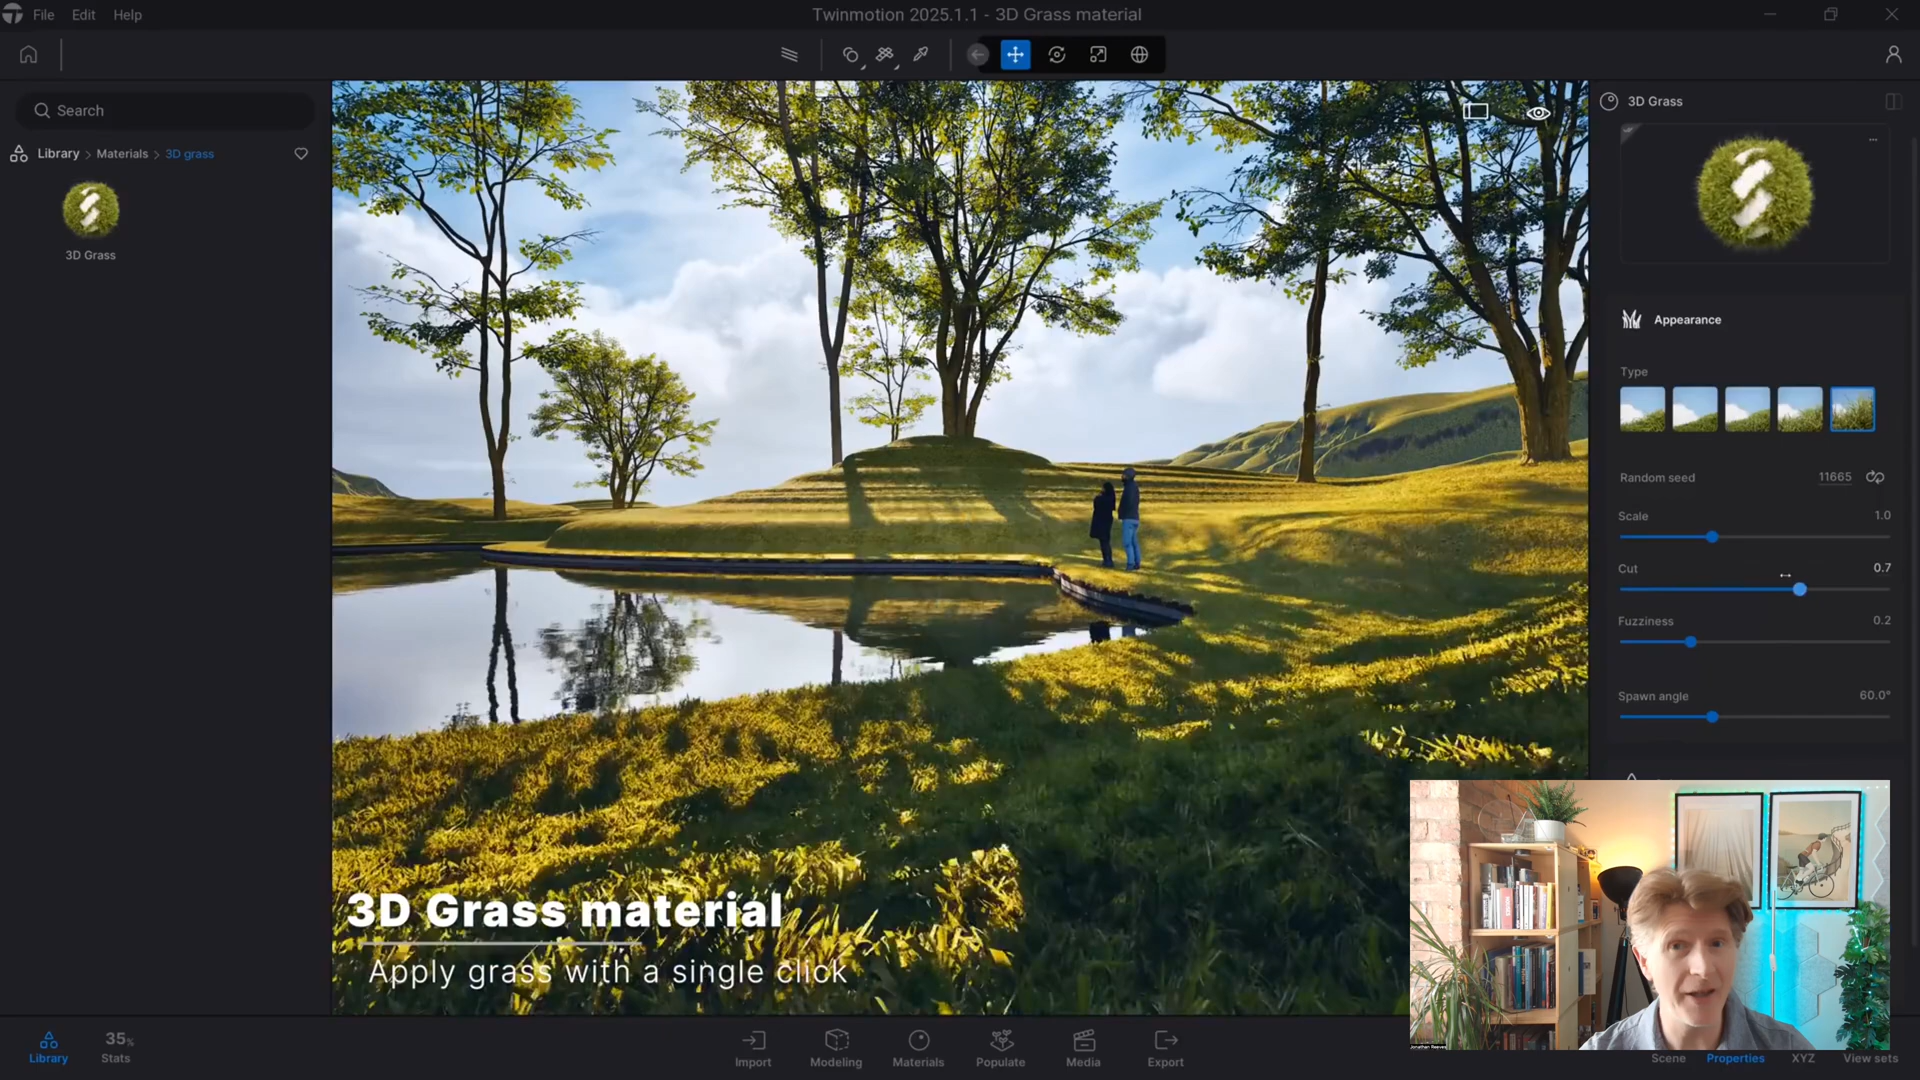 File Edit Help
Twinmotion 2025.1.1 - 3D Grass material
Search
Library > Materials > 3D grass
3D Grass
3D Grass
Appearance
Type
Random seed 11665
Scale 1.0
Cut 0.7
Fuzziness 0.2
Spawn angle 60.0°
3D Grass material
Apply grass with a single click
Library
35% Stats
Import
Modeling
Materials
Populate
Media
Export
Scene
Properties
XYZ
View sets
Jonathan Reeves